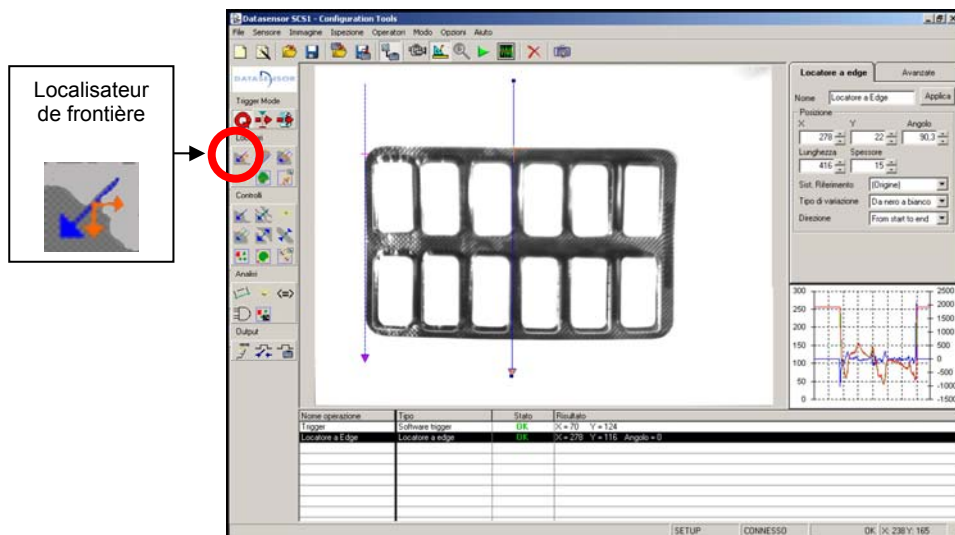 Datasensor SCS1 - Configuration Tools
File Sensore Immagine Ispezione Operatori Modo Opzioni Aiuto
Localisateur
de frontière
DATASENSOR
Trigger Mode
Controlli
Analisi
(=)
Output
Locatore a edge
Avanzate
Nome
Locatore a Edge
Applica
Posizione
X Y Angolo
278 22 90,3
Lunghezza Spessore
416 15
Sist. Riferimento (Origine)
Tipo di variazione Da nero a bianco
Direzione From start to end
300
250
200
150
100
50
0
2500
2000
1500
1000
500
0
-500
-1000
-1500
Nome operazione Tipo Stato Risultato
Trigger Software trigger OK X = 70 Y = 124
Locatore a Edge Locatore a edge OK X = 278 Y = 116 Angolo = 0
SETUP CONNESSO OK X: 238 Y: 165